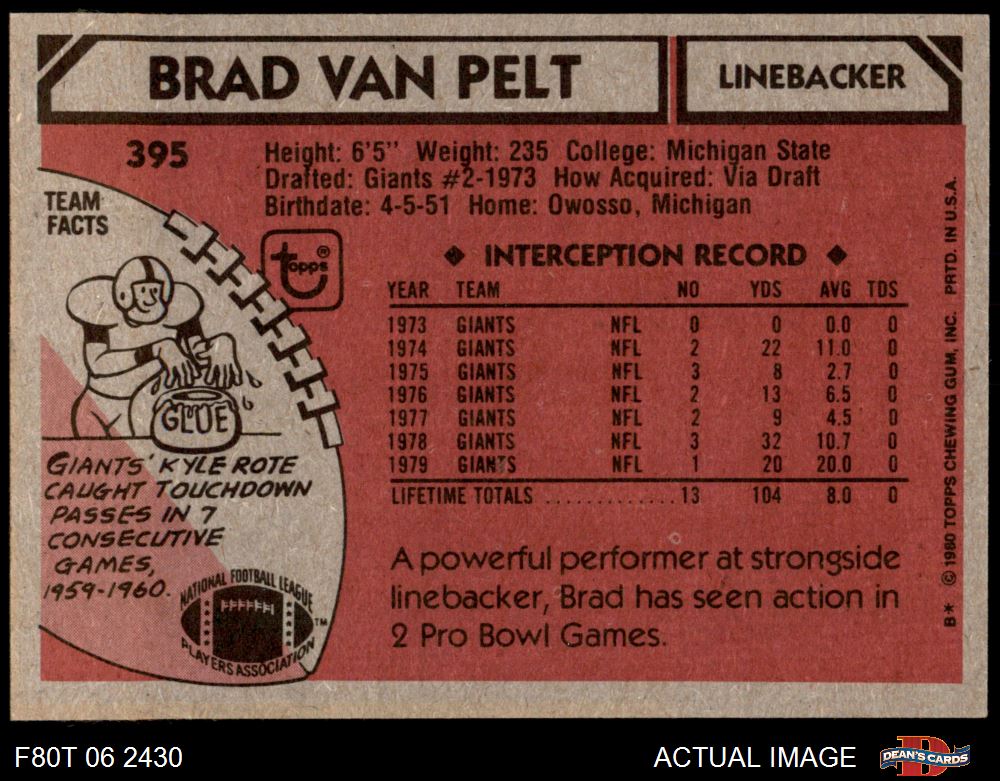 BRAD VAN PELT
LINEBACKER
395
Height: 6'5" Weight: 235 College: Michigan State
Drafted: Giants #2-1973 How Acquired: Via Draft
Birthdate: 4-5-51 Home: Owosso, Michigan
TEAM
FACTS
topps®
◆ INTERCEPTION RECORD ◆
YEAR TEAM NO YDS AVG TDS
1973 GIANTS NFL 0 0 0.0 0
1974 GIANTS NFL 2 22 11.0 0
1975 GIANTS NFL 3 8 2.7 0
1976 GIANTS NFL 2 13 6.5 0
1977 GIANTS NFL 2 9 4.5 0
1978 GIANTS NFL 3 32 10.7 0
1979 GIANTS NFL 1 20 20.0 0
LIFETIME TOTALS ............ 13 104 8.0 0
GLUE
GIANTS' KYLE ROTE
CAUGHT TOUCHDOWN
PASSES IN 7
CONSECUTIVE
GAMES,
1959-1960.
NATIONAL FOOTBALL LEAGUE
PLAYERS ASSOCIATION
TM
A powerful performer at strongside
linebacker, Brad has seen action in
2 Pro Bowl Games.
B* © 1980 TOPPS CHEWING GUM, INC. PRTD. IN U.S.A.
F80T 06 2430
ACTUAL IMAGE
DEAN'S CARDS